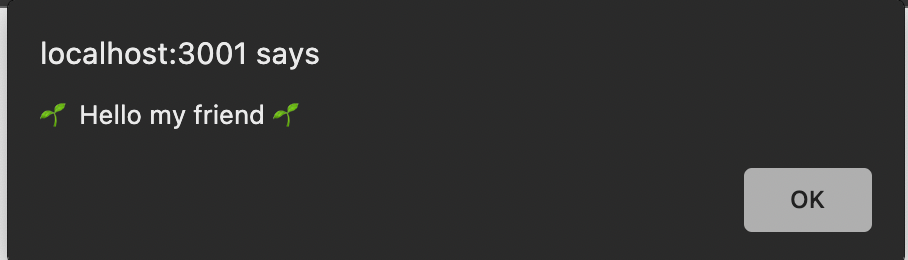 localhost:3001 says
🌱 Hello my friend 🌱
OK